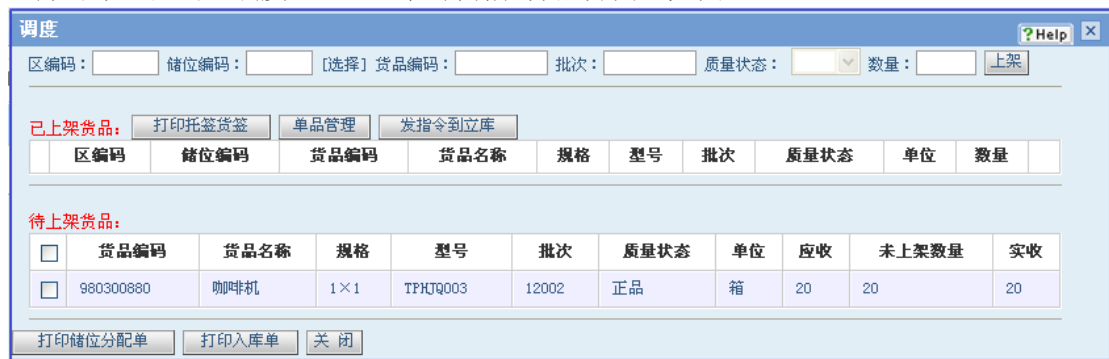 调度 ?Help ×
区编码： 储位编码： [选择] 货品编码： 批次： 质量状态： 数量： 上架
已上架货品： 打印托签货签 单品管理 发指令到立库
区编码 储位编码 货品编码 货品名称 规格 型号 批次 质量状态 单位 数量
待上架货品：
货品编码 货品名称 规格 型号 批次 质量状态 单位 应收 未上架数量 实收
980300880 咖啡机 1×1 TPHJQ003 12002 正品 箱 20 20 20
打印储位分配单 打印入库单 关 闭